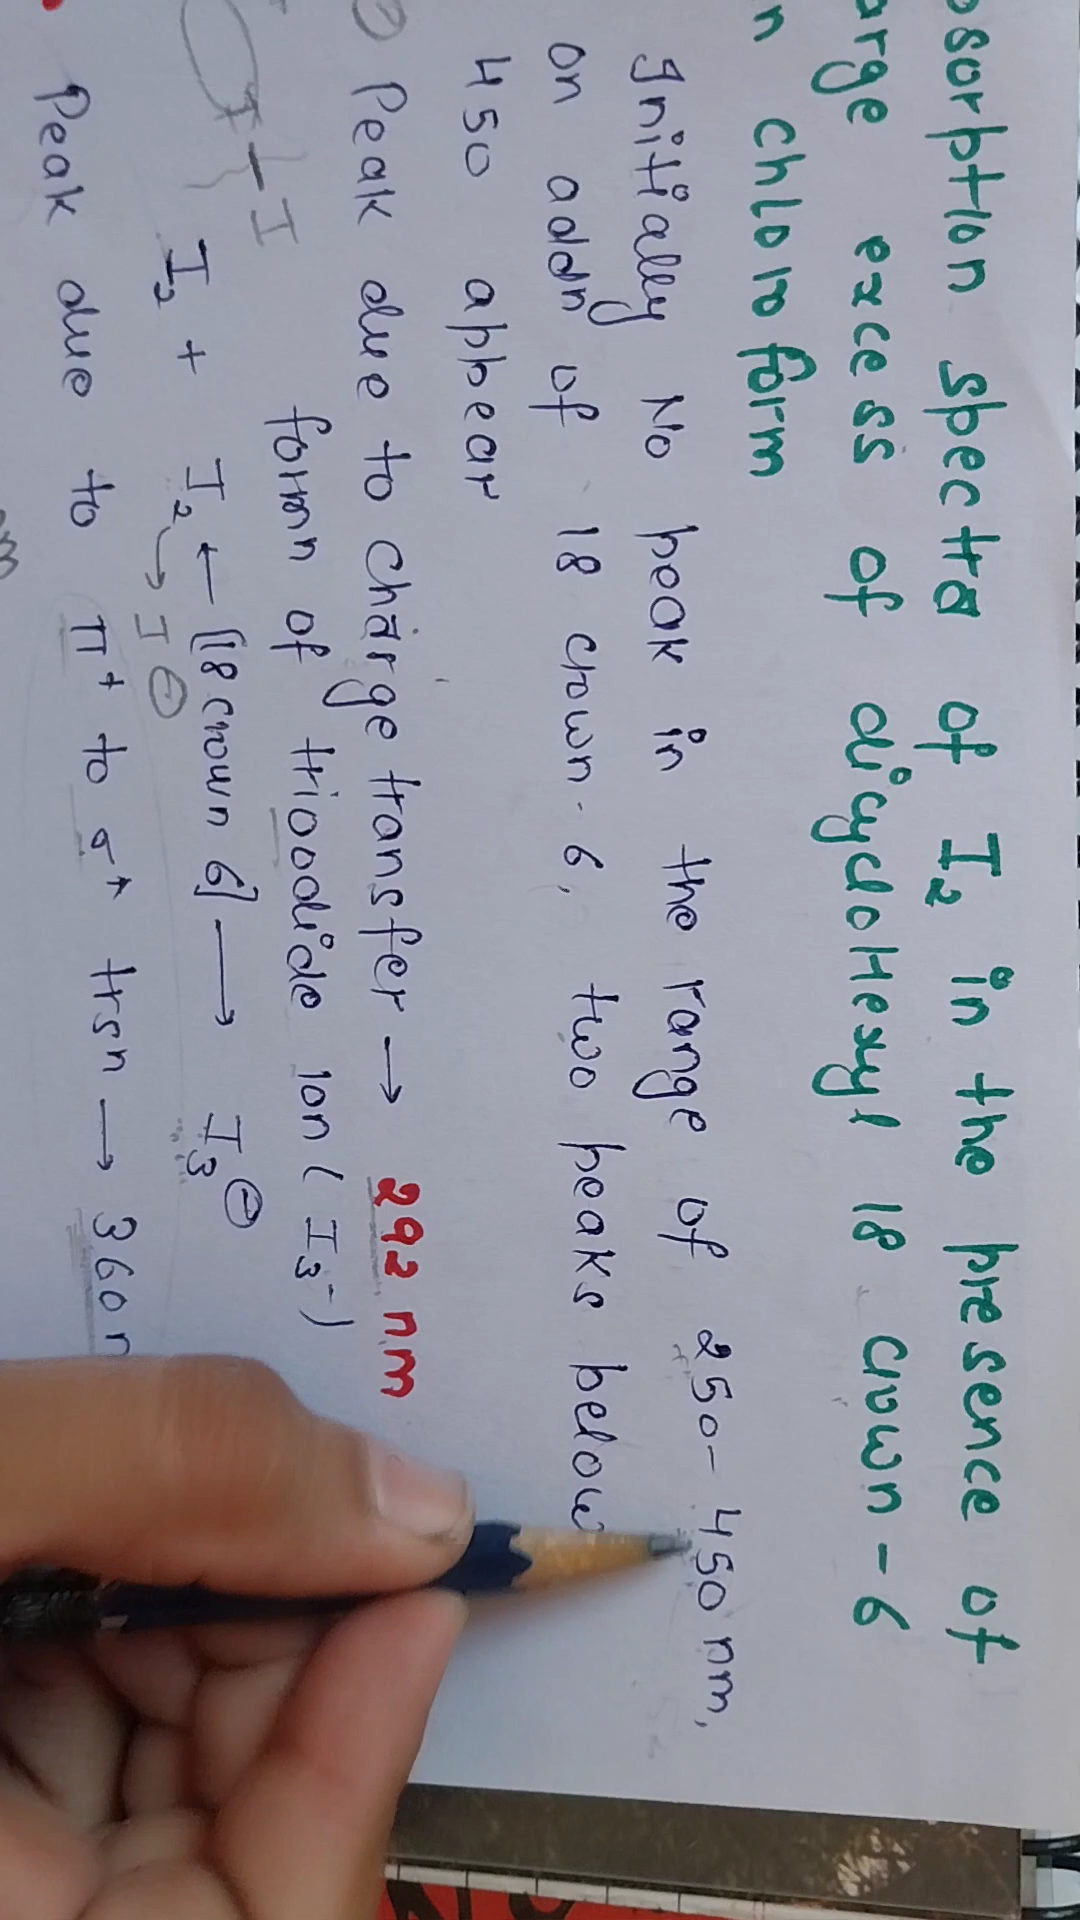 osorption spectra of I2 in the presence of
arge excess of dicycloHexyl 18 crown-6
n chloroform
Initially No peak in the range of 250-450 nm,
on addn of 18 crown-6, two peaks below
450 appear
Peak due to charge transfer → 292 nm
formn of triodide ion ( I3-)
I-I
I2 + I2 ← [18 crown 6] → I3⊖
I⊖
Peak due to π* to σ* trsn → 360 n